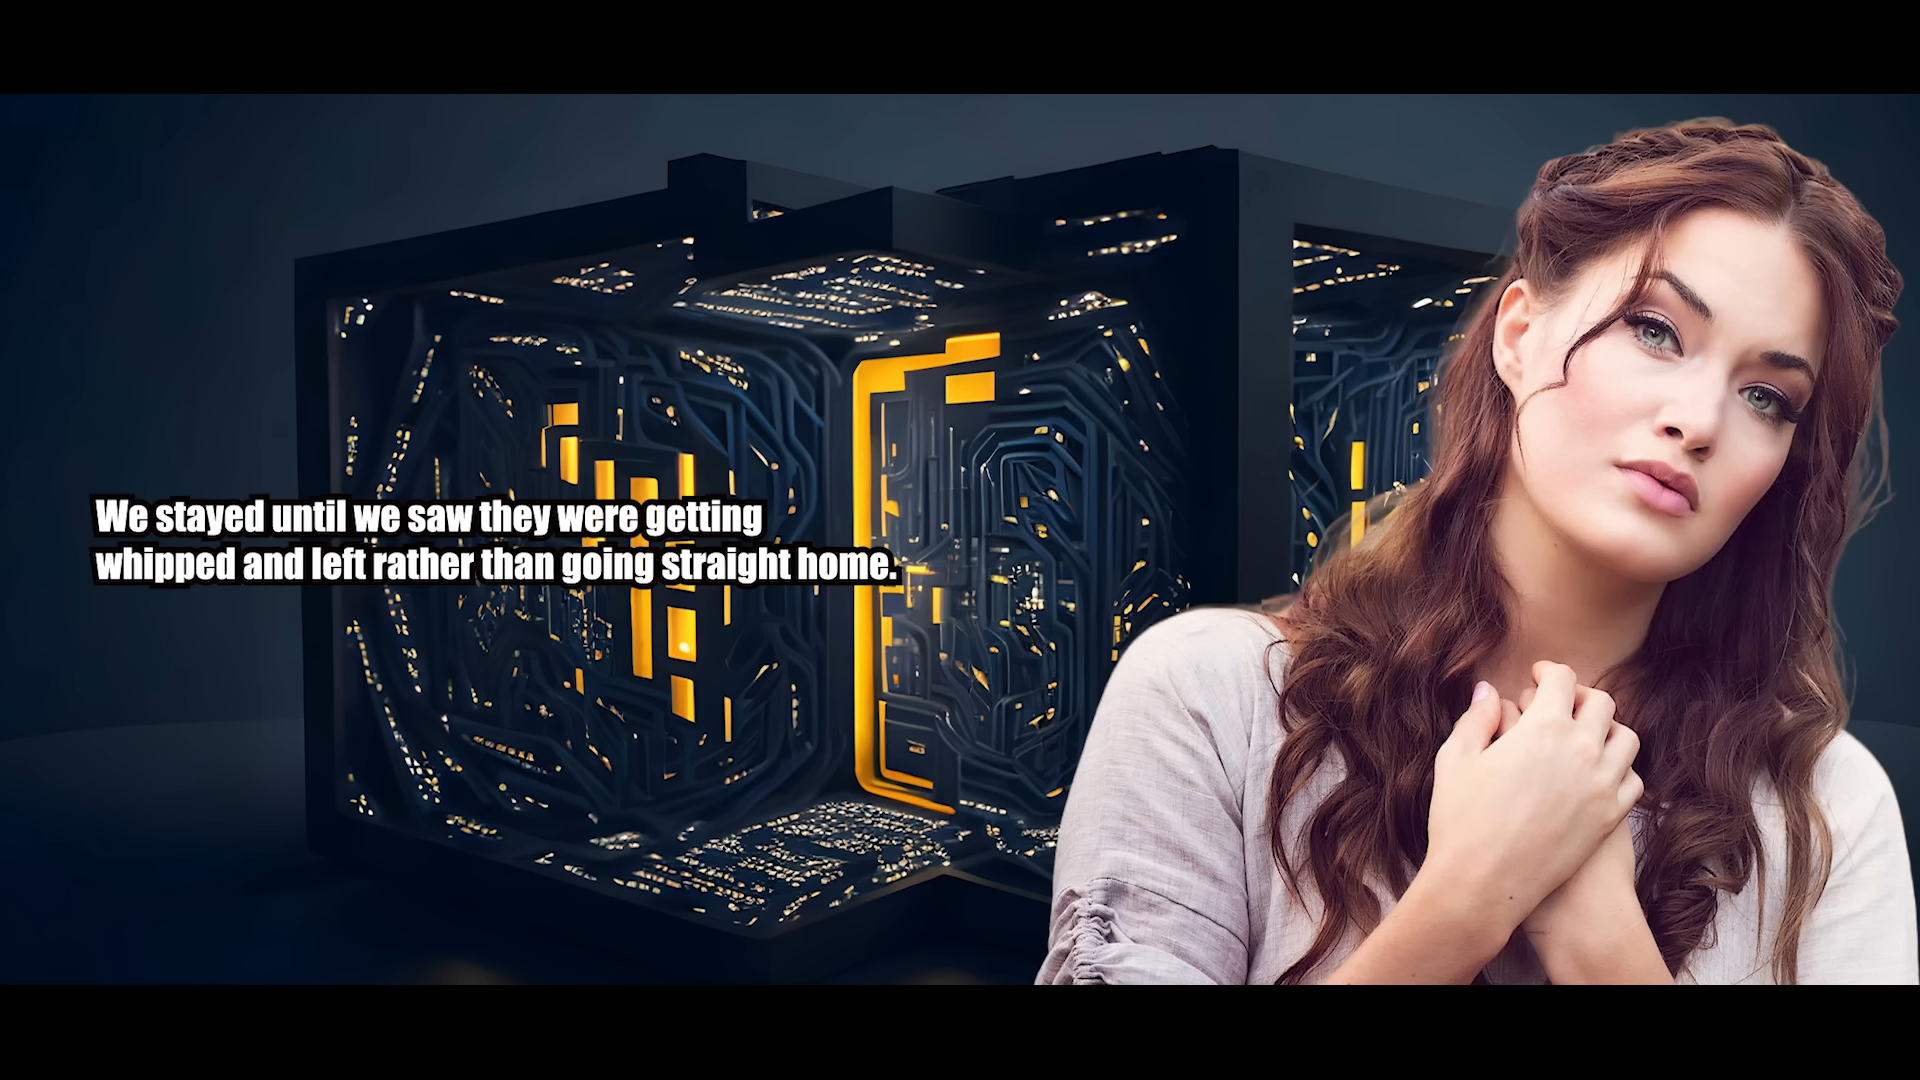 We stayed until we saw they were getting
whipped and left rather than going straight home.